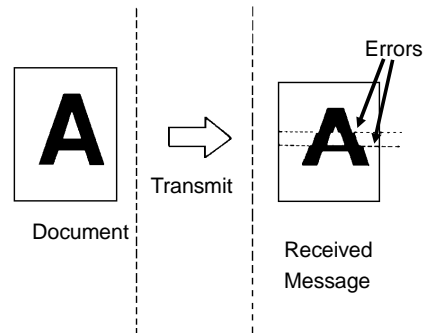 Errors
A
A
Transmit
Document
Received
Message